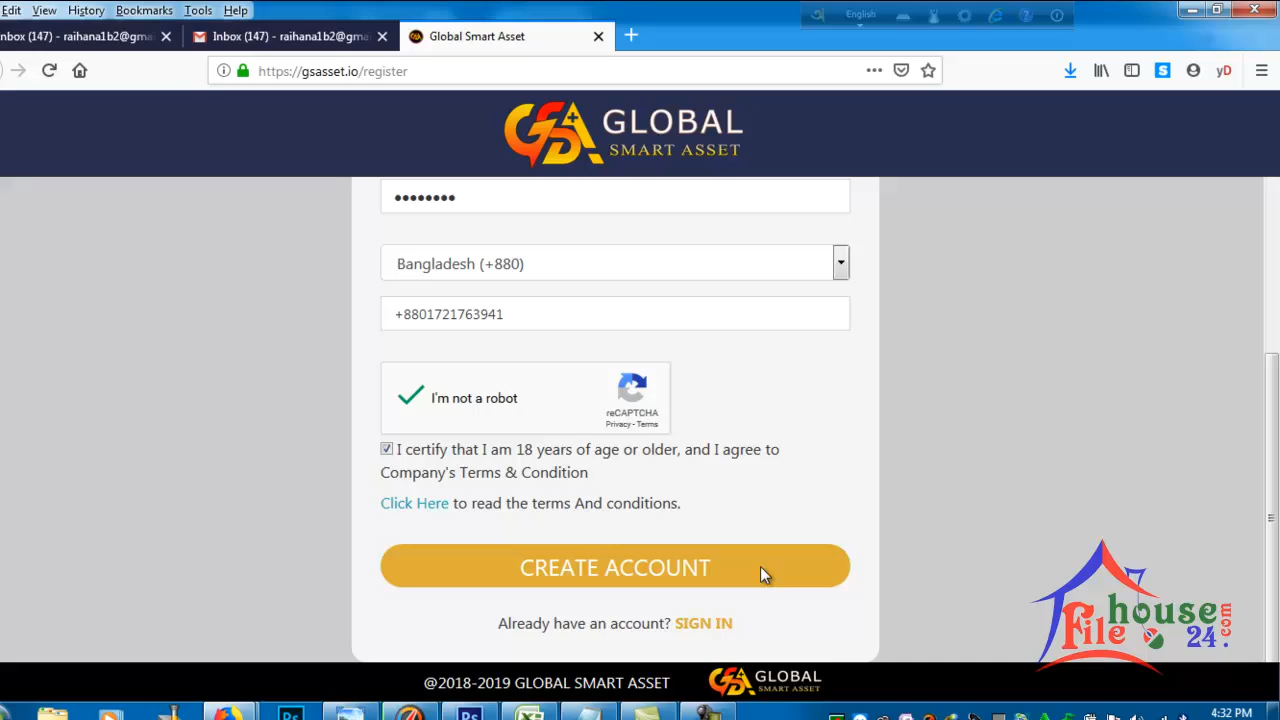 Edit View History Bookmarks Tools Help
English
nbox (147) - raihana1b2@gma
Inbox (147) - raihana1b2@gma
Global Smart Asset
https://gsasset.io/register
S
yD
GLOBAL
SMART ASSET
••••••••
Bangladesh (+880)
+8801721763941
I'm not a robot
reCAPTCHA
Privacy - Terms
I certify that I am 18 years of age or older, and I agree to
Company's Terms & Condition
Click Here to read the terms And conditions.
CREATE ACCOUNT
Already have an account? SIGN IN
File house 24.com
@2018-2019 GLOBAL SMART ASSET
GLOBAL
SMART ASSET
Ps
Ps
4:32 PM